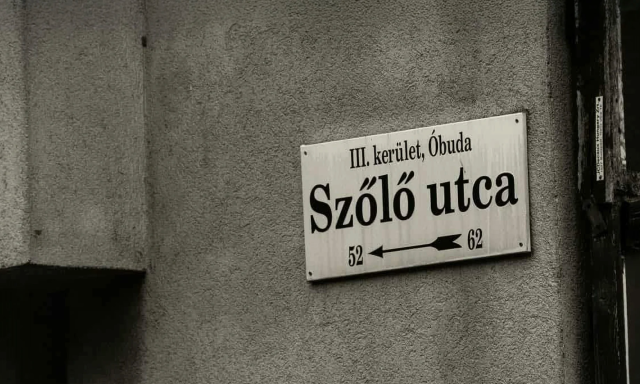 III. kerület, Óbuda
Szőlő utca
52 62